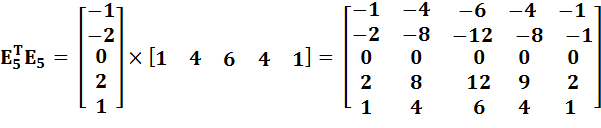 E₅ᵀE₅ = [−1 −2 0 2 1] × [1 4 6 4 1] =
−1 −4 −6 −4 −1
−2 −8 −12 −8 −1
0 0 0 0 0
2 8 12 9 2
1 4 6 4 1